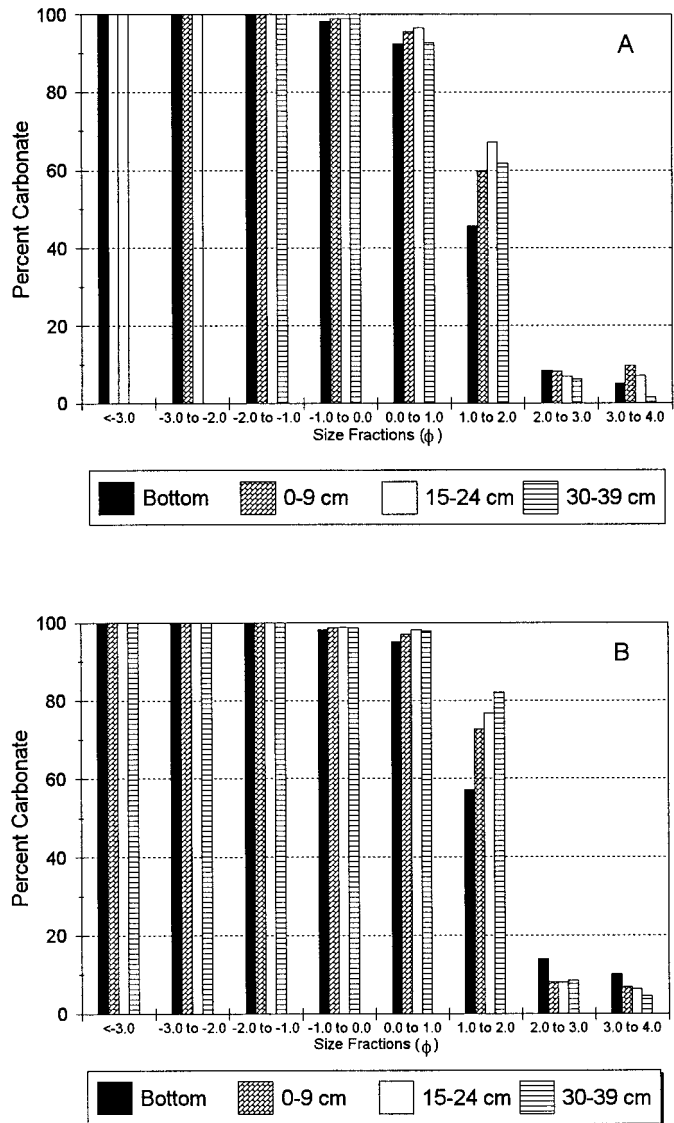 A
Percent Carbonate
100
80
60
40
20
0
<-3.0 -3.0 to -2.0 -2.0 to -1.0 -1.0 to 0.0 0.0 to 1.0 1.0 to 2.0 2.0 to 3.0 3.0 to 4.0
Size Fractions (ϕ)
Bottom 0-9 cm 15-24 cm 30-39 cm
B
Percent Carbonate
100
80
60
40
20
0
<-3.0 -3.0 to -2.0 -2.0 to -1.0 -1.0 to 0.0 0.0 to 1.0 1.0 to 2.0 2.0 to 3.0 3.0 to 4.0
Size Fractions (ϕ)
Bottom 0-9 cm 15-24 cm 30-39 cm